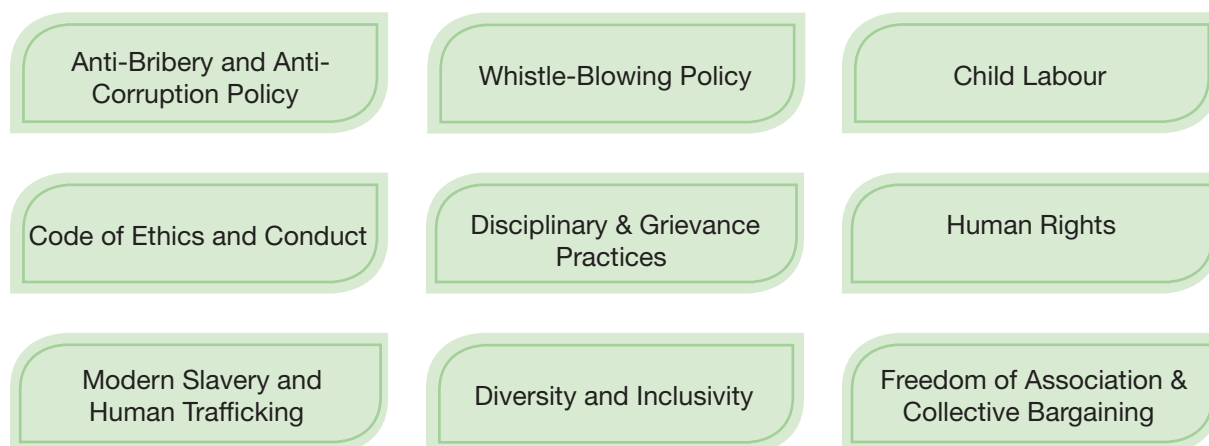 Anti-Bribery and Anti-
Corruption Policy
Whistle-Blowing Policy
Child Labour
Code of Ethics and Conduct
Disciplinary & Grievance
Practices
Human Rights
Modern Slavery and
Human Trafficking
Diversity and Inclusivity
Freedom of Association &
Collective Bargaining